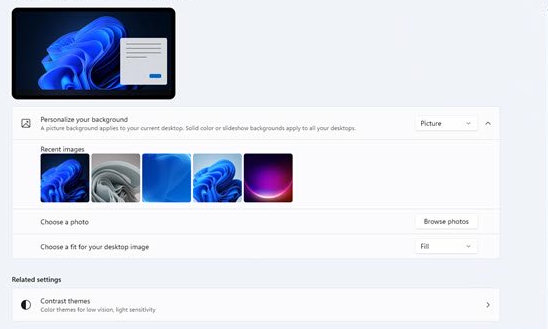 Personalize your background
Picture
A picture background applies to your current desktop. Solid color or slideshow backgrounds apply to all your desktops.
Recent images
Choose a photo
Browse photos
Choose a fit for your desktop image
Fill
Related settings
Contrast themes
Color themes for low vision, light sensitivity